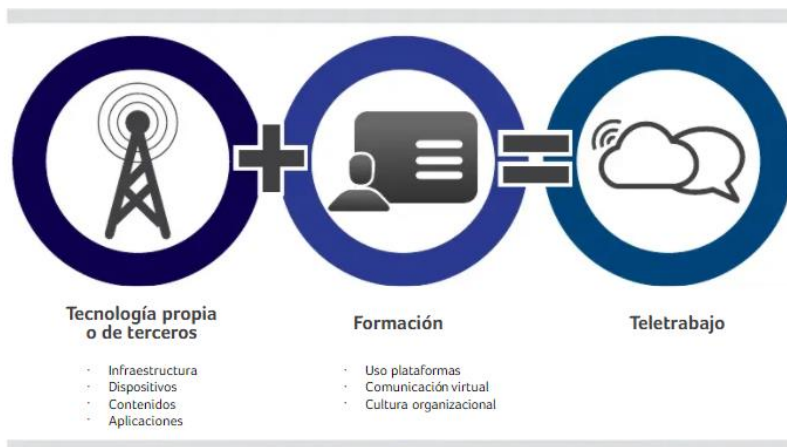 Tecnología propia
o de terceros
· Infraestructura
· Dispositivos
· Contenidos
· Aplicaciones
Formación
· Uso plataformas
· Comunicación virtual
· Cultura organizacional
Teletrabajo